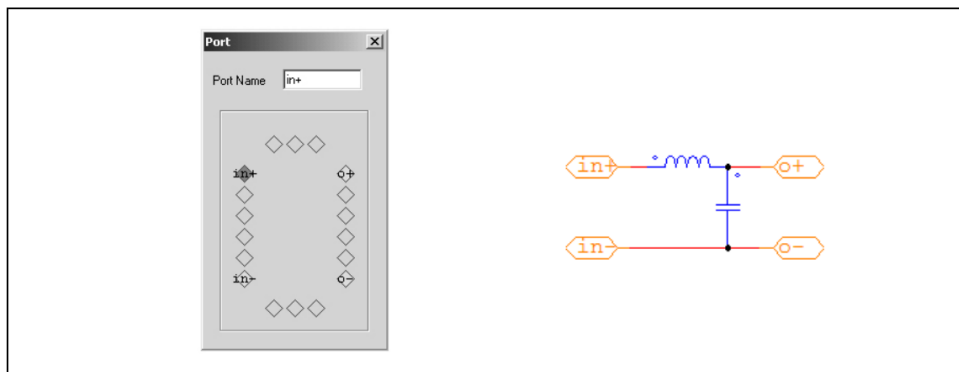 Port
Port Name in+
in+ o+
in- o-
in+ o+
in- o-